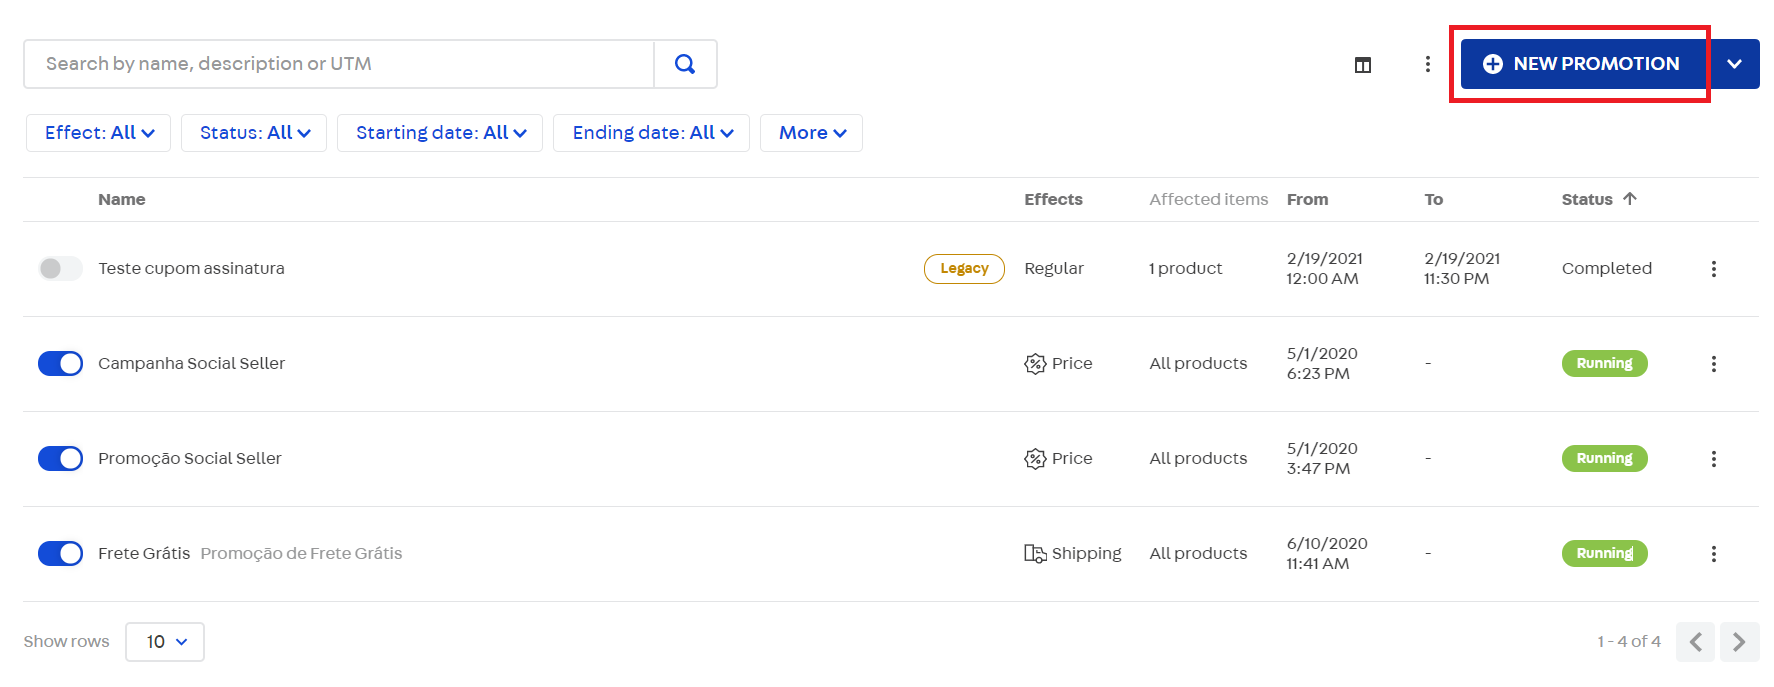 Search by name, description or UTM
NEW PROMOTION
Effect: All
Status: All
Starting date: All
Ending date: All
More
Name Effects Affected items From To Status
Teste cupom assinatura Legacy Regular 1 product 2/19/2021 12:00 AM 2/19/2021 11:30 PM Completed
Campanha Social Seller Price All products 5/1/2020 6:23 PM - Running
Promoção Social Seller Price All products 5/1/2020 3:47 PM - Running
Frete Grátis Promoção de Frete Grátis Shipping All products 6/10/2020 11:41 AM - Running
Show rows 10
1 - 4 of 4